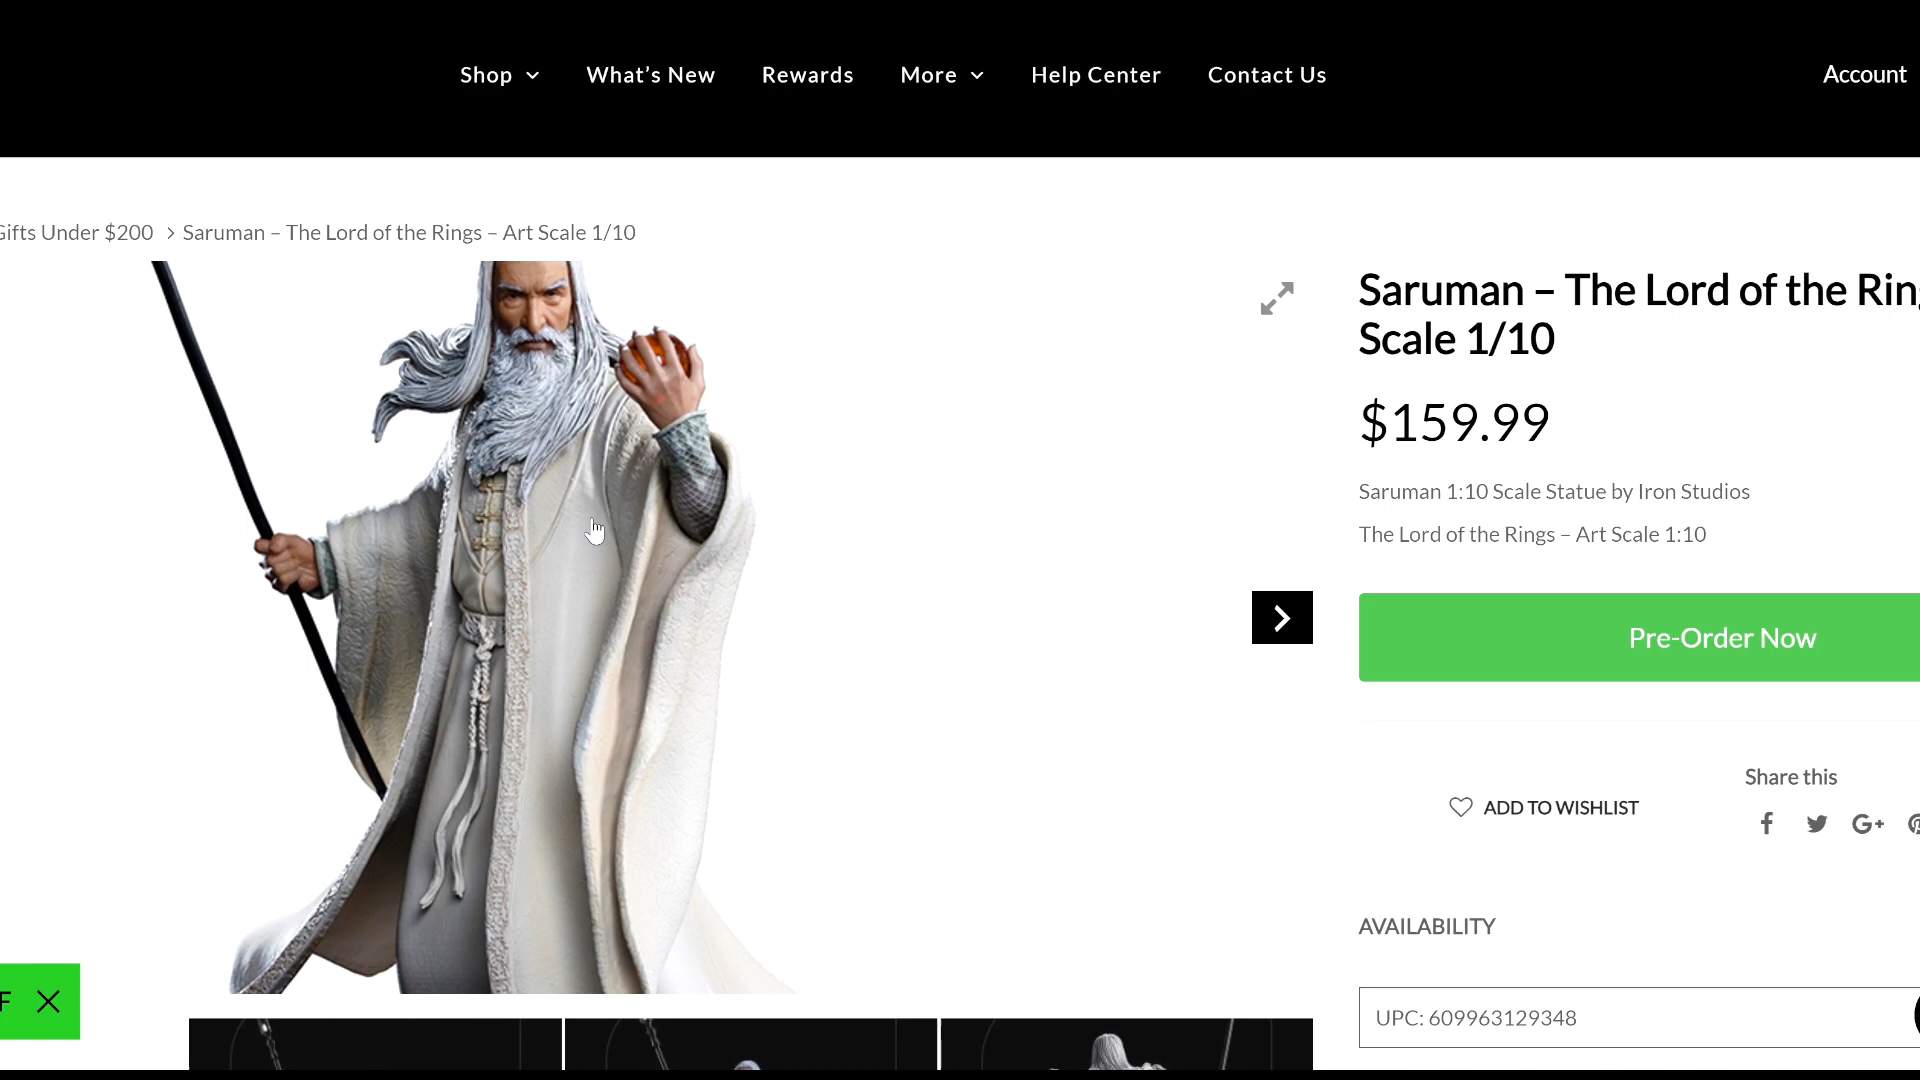 Shop
What's New
Rewards
More
Help Center
Contact Us
Account
Gifts Under $200 > Saruman – The Lord of the Rings – Art Scale 1/10
Saruman – The Lord of the Rin
Scale 1/10
$159.99
Saruman 1:10 Scale Statue by Iron Studios
The Lord of the Rings – Art Scale 1:10
Pre-Order Now
ADD TO WISHLIST
Share this
AVAILABILITY
UPC: 609963129348
F